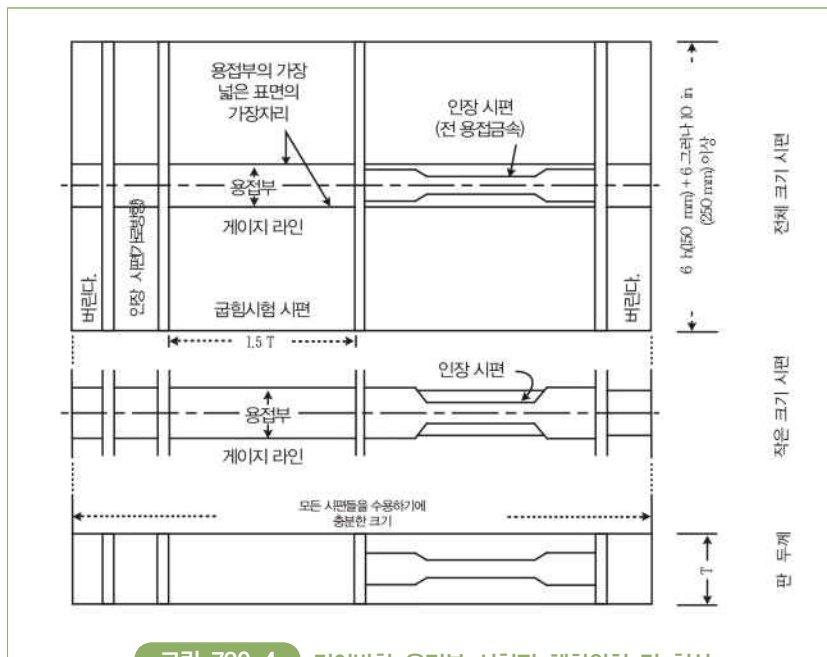 용접부의 가장
넓은 표면의
가장자리
인장 시편
(전 용접금속)
용접부
게이지 라인
버린다.
인장 시편(가로방향)
굽힘시험 시편
버린다.
1.5 T
6 h(150 mm) + 6 그러나 10 in
(250 mm) 이상
전체 크기 시편
인장 시편
용접부
게이지 라인
작은 크기 시편
모든 시편들을 수용하기에
충분한 크기
T
판 두께